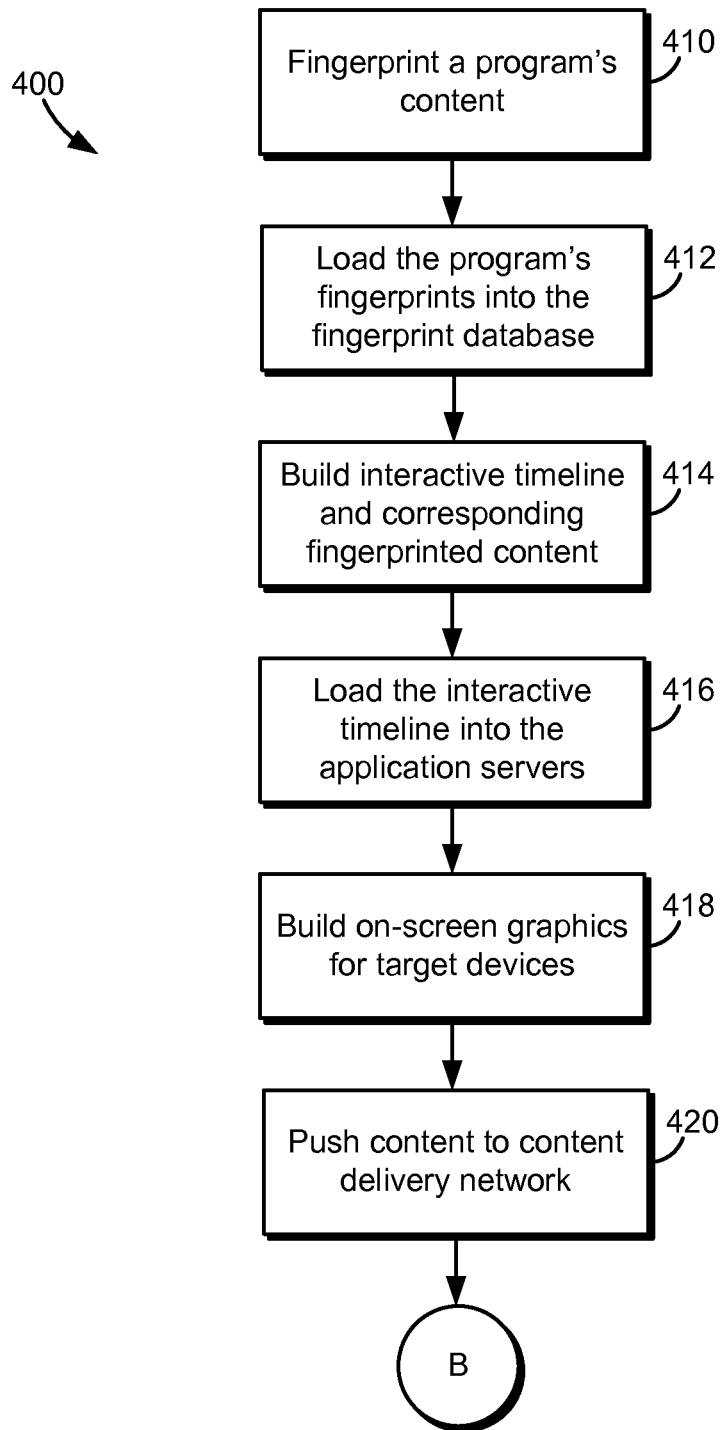 400
Fingerprint a program's
content
410
Load the program's
fingerprints into the
fingerprint database
412
Build interactive timeline
and corresponding
fingerprinted content
414
Load the interactive
timeline into the
application servers
416
Build on-screen graphics
for target devices
418
Push content to content
delivery network
420
B